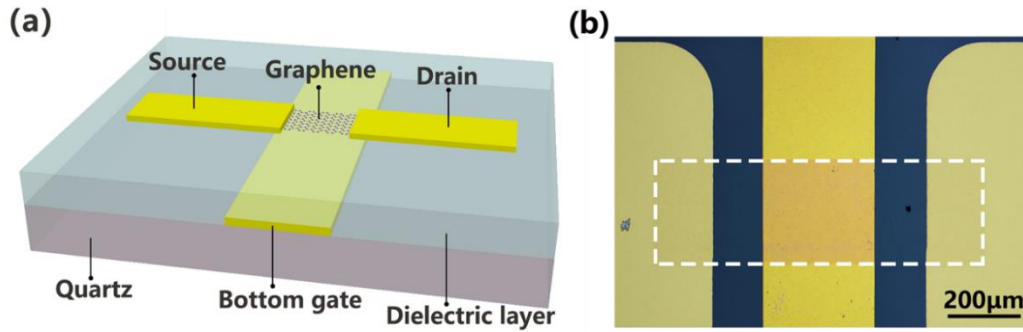 (a)
Source
Graphene
Drain
Quartz
Bottom gate
Dielectric layer
(b)
200μm